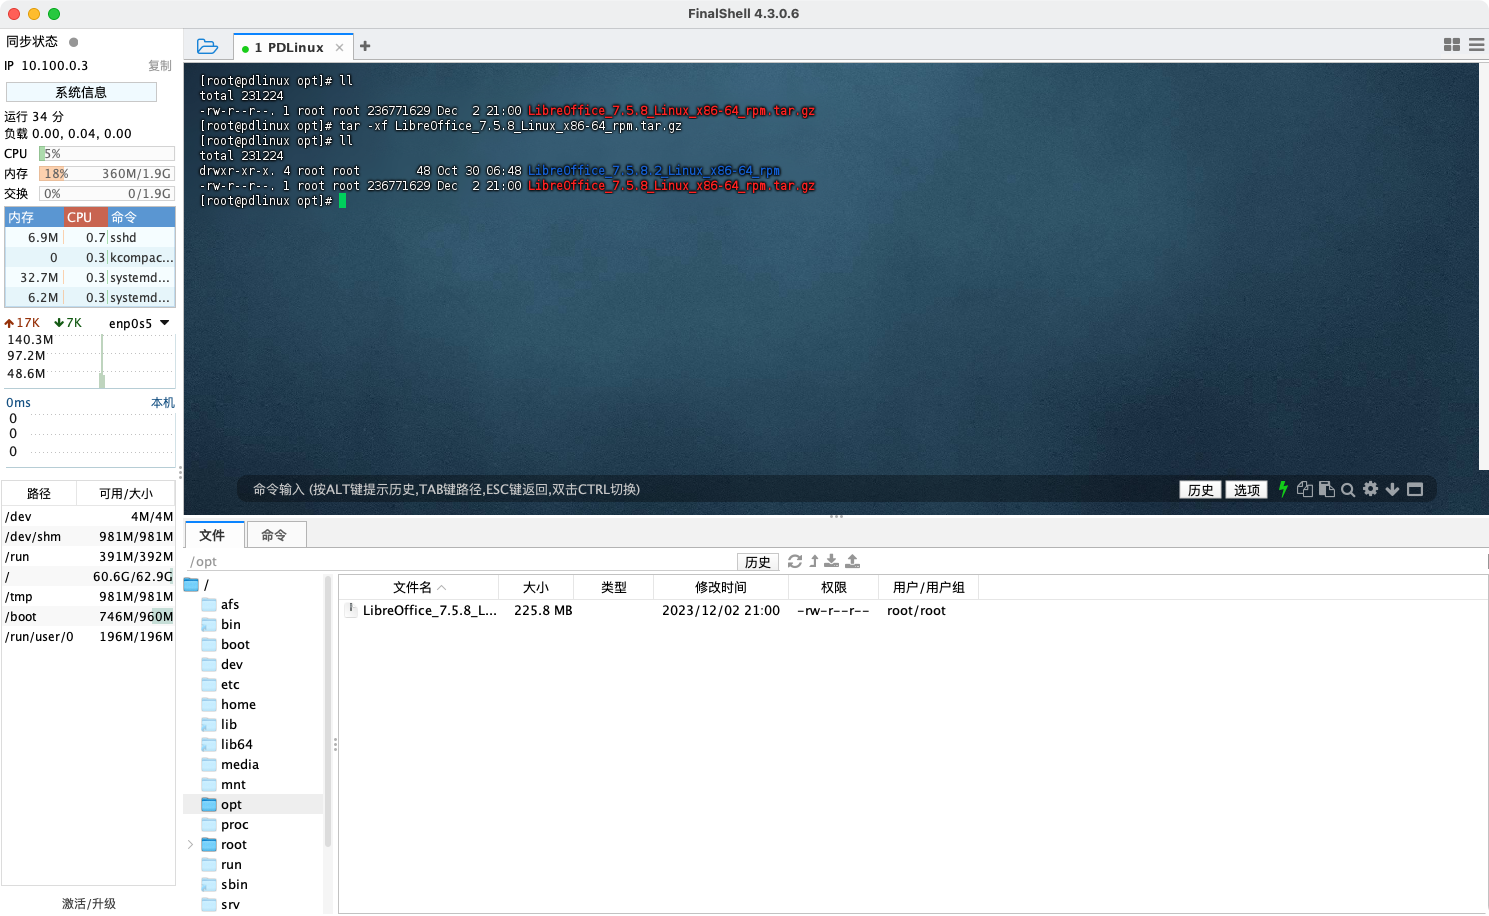 FinalShell 4.3.0.6
同步状态
IP 10.100.0.3 复制
系统信息
运行 34 分
负载 0.00, 0.04, 0.00
CPU 5%
内存 18% 360M/1.9G
交换 0% 0/1.9G
内存 CPU 命令
6.9M 0.7 sshd
0 0.3 kcompac...
32.7M 0.3 systemd...
6.2M 0.3 systemd...
17K 7K enp0s5
140.3M
97.2M
48.6M
0ms 本机
0
0
0
路径 可用/大小
/dev 4M/4M
/dev/shm 981M/981M
/run 391M/392M
/ 60.6G/62.9G
/tmp 981M/981M
/boot 746M/960M
/run/user/0 196M/196M
激活/升级
1 PDLinux
[root@pdlinux opt]# ll
total 231224
-rw-r--r--. 1 root root 236771629 Dec  2 21:00 LibreOffice_7.5.8_Linux_x86-64_rpm.tar.gz
[root@pdlinux opt]# tar -xf LibreOffice_7.5.8_Linux_x86-64_rpm.tar.gz
[root@pdlinux opt]# ll
total 231224
drwxr-xr-x. 4 root root        48 Oct 30 06:48 LibreOffice_7.5.8.2_Linux_x86-64_rpm
-rw-r--r--. 1 root root 236771629 Dec  2 21:00 LibreOffice_7.5.8_Linux_x86-64_rpm.tar.gz
[root@pdlinux opt]#
命令输入 (按ALT键提示历史,TAB键路径,ESC键返回,双击CTRL切换) 历史 选项
文件 命令
/opt 历史
/
afs
bin
boot
dev
etc
home
lib
lib64
media
mnt
opt
proc
root
run
sbin
srv
文件名 大小 类型 修改时间 权限 用户/用户组
LibreOffice_7.5.8_L... 225.8 MB 2023/12/02 21:00 -rw-r--r-- root/root